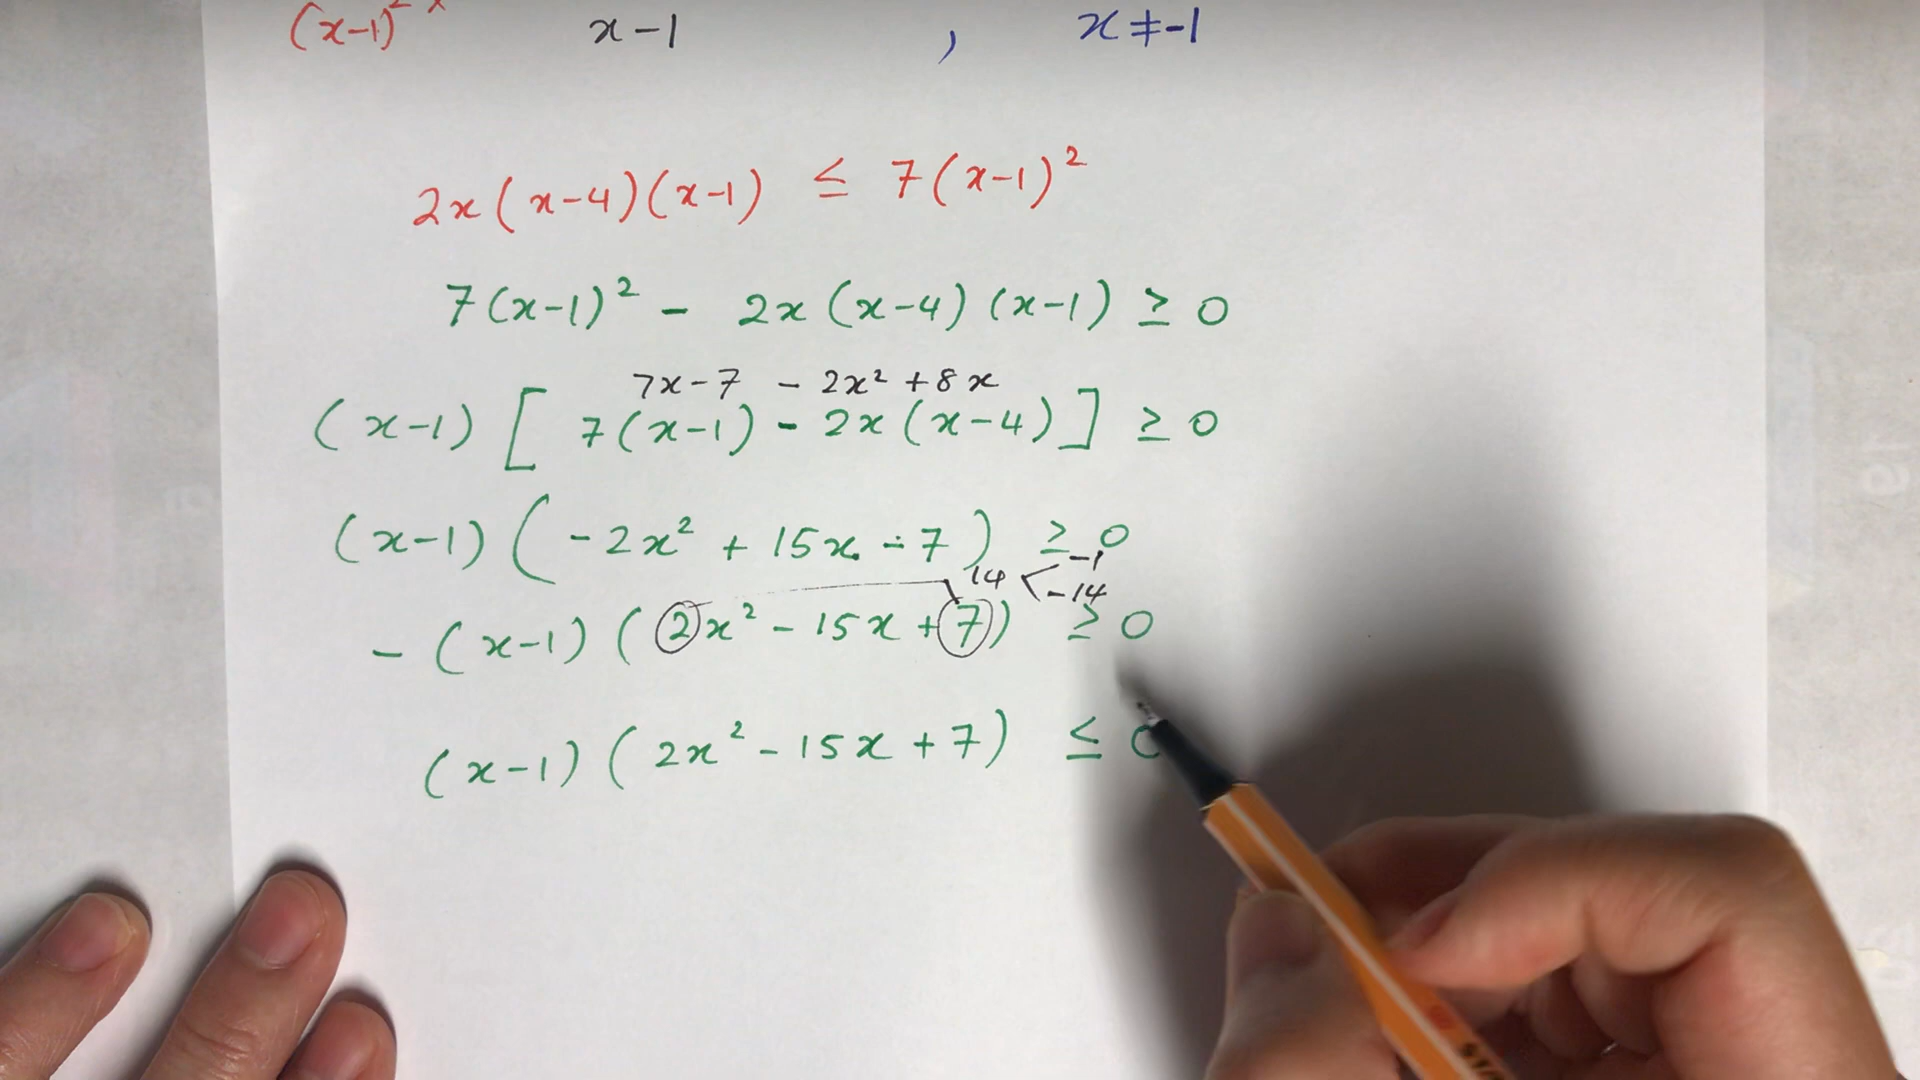 (x-1)² × x-1 , x≠-1
2x(x-4)(x-1) ≤ 7(x-1)²
7(x-1)² - 2x(x-4)(x-1) ≥ 0
7x-7 - 2x² +8x
(x-1)[7(x-1) - 2x(x-4)] ≥ 0
(x-1)(-2x² + 15x - 7) ≥ 0
14 < -1
-14
-(x-1)(2x² - 15x + 7) ≥ 0
(x-1)(2x² - 15x + 7) ≤ 0